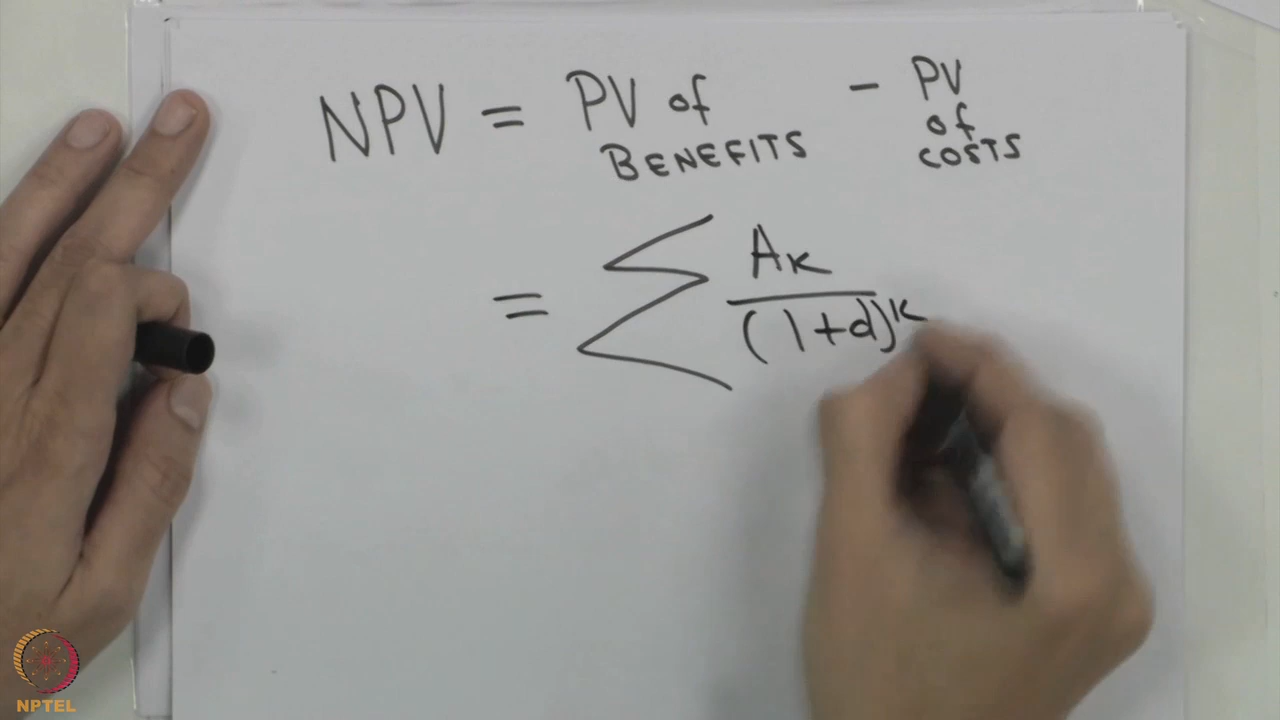 NPV = PV of BENEFITS - PV of COSTS
= ∑ Aₖ / (1+d)ᵏ
NPTEL